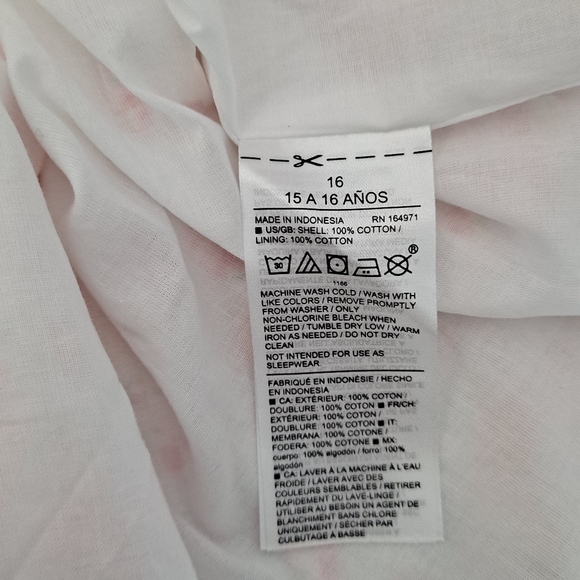 16
15 A 16 AÑOS
MADE IN INDONESIA RN 164971
■ US/GB: SHELL: 100% COTTON /
LINING: 100% COTTON
30
®
1166
MACHINE WASH COLD / WASH WITH
LIKE COLORS / REMOVE PROMPTLY
FROM WASHER / ONLY
NON-CHLORINE BLEACH WHEN
NEEDED / TUMBLE DRY LOW / WARM
IRON AS NEEDED / DO NOT DRY
CLEAN
NOT INTENDED FOR USE AS
SLEEPWEAR
FABRIQUÉ EN INDONÉSIE / HECHO
EN INDONESIA
■ CA: EXTÉRIEUR: 100% COTON /
DOUBLURE: 100% COTON ■ FR/CH:
EXTÉRIEUR: 100% COTON /
DOUBLURE: 100% COTON ■ IT:
MEMBRANA: 100% COTONE /
FODERA: 100% COTONE ■ MX:
cuerpo: 100% algodón / forro: 100%
algodón
■ CA: LAVER À LA MACHINE À L'EAU
FROIDE / LAVER AVEC DES
COULEURS SEMBLABLES / RETIRER
RAPIDEMENT DU LAVE-LINGE /
UTILISER AU BESOIN UN AGENT DE
BLANCHIMENT SANS CHLORE
UNIQUEMENT / SÉCHER PAR
CULBUTAGE À BASSE